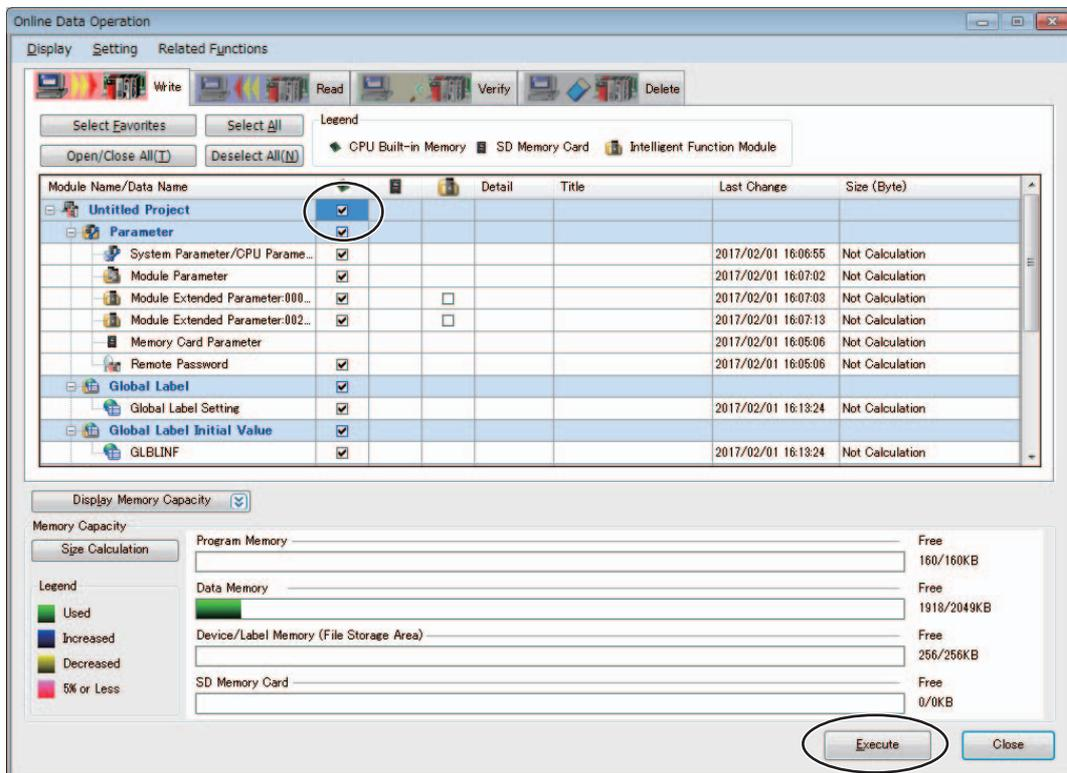 Online Data Operation
Display Setting Related Functions
Write Read Verify Delete
Select Favorites Select All Legend
Open/Close All(T) Deselect All(N) CPU Built-in Memory SD Memory Card Intelligent Function Module
Module Name/Data Name Detail Title Last Change Size (Byte)
Untitled Project
Parameter
System Parameter/CPU Parame... 2017/02/01 16:06:55 Not Calculation
Module Parameter 2017/02/01 16:07:02 Not Calculation
Module Extended Parameter:000... 2017/02/01 16:07:03 Not Calculation
Module Extended Parameter:002... 2017/02/01 16:07:13 Not Calculation
Memory Card Parameter 2017/02/01 16:05:06 Not Calculation
Remote Password 2017/02/01 16:05:06 Not Calculation
Global Label
Global Label Setting 2017/02/01 16:13:24 Not Calculation
Global Label Initial Value
GLBLINF 2017/02/01 16:13:24 Not Calculation
Display Memory Capacity
Memory Capacity
Size Calculation
Legend
Used
Increased
Decreased
5% or Less
Program Memory Free
160/160KB
Data Memory Free
1918/2049KB
Device/Label Memory (File Storage Area) Free
256/256KB
SD Memory Card Free
0/0KB
Execute Close